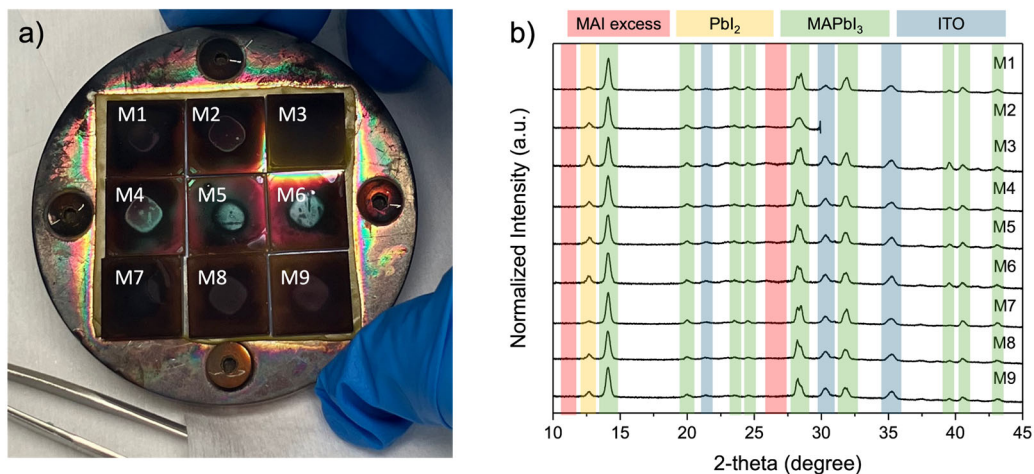 a)
M1 M2 M3
M4 M5 M6
M7 M8 M9
b)
MAI excess PbI₂ MAPbI₃ ITO
Normalized Intensity (a.u.)
M1
M2
M3
M4
M5
M6
M7
M8
M9
10 15 20 25 30 35 40 45
2-theta (degree)